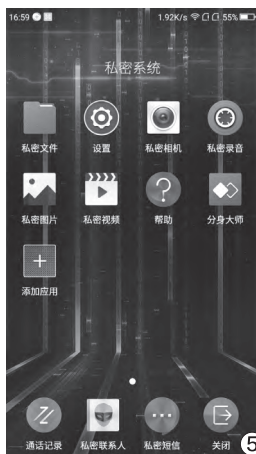 16:59 1.92K/s 55%
私密系统
私密文件 设置 私密相机 私密录音
私密图片 私密视频 帮助 分身大师
添加应用
通话记录 私密联系人 私密短信 关闭
5